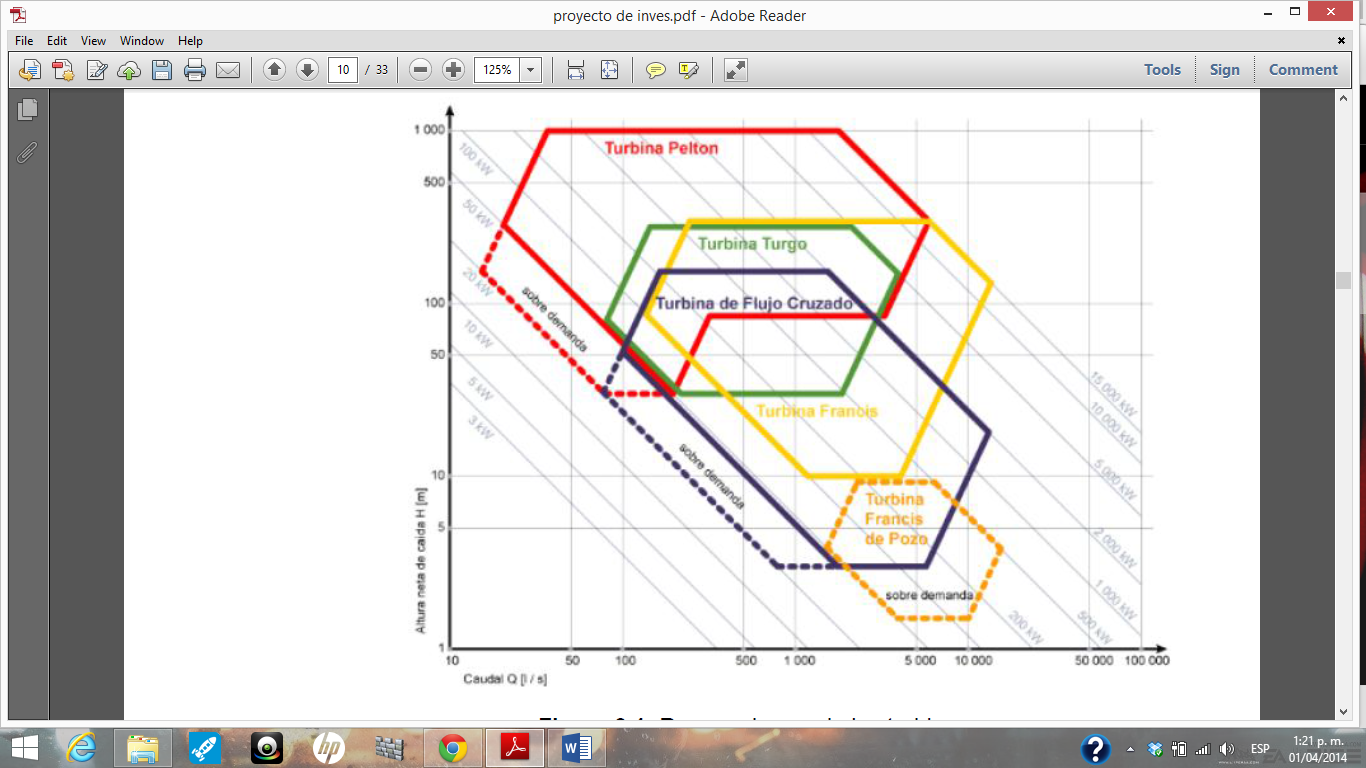 proyecto de inves.pdf - Adobe Reader
File Edit View Window Help
10 / 33 125% Tools Sign Comment
1 000
500
100
50
10
5
1
Altura neta de caída H [m]
10 50 100 500 1 000 5 000 10 000 50 000 100 000
Caudal Q [l / s]
100 kW
50 kW
20 kW
10 kW
5 kW
3 kW
Turbina Pelton
Turbina Turgo
Turbina de Flujo Cruzado
Turbina Francis
Turbina
Francis
de Pozo
sobre demanda
sobre demanda
sobre demanda
15 000 kW
10 000 kW
5 000 kW
2 000 kW
1 000 kW
500 kW
200 kW
hp
ESP
1:21 p. m.
01/04/2014